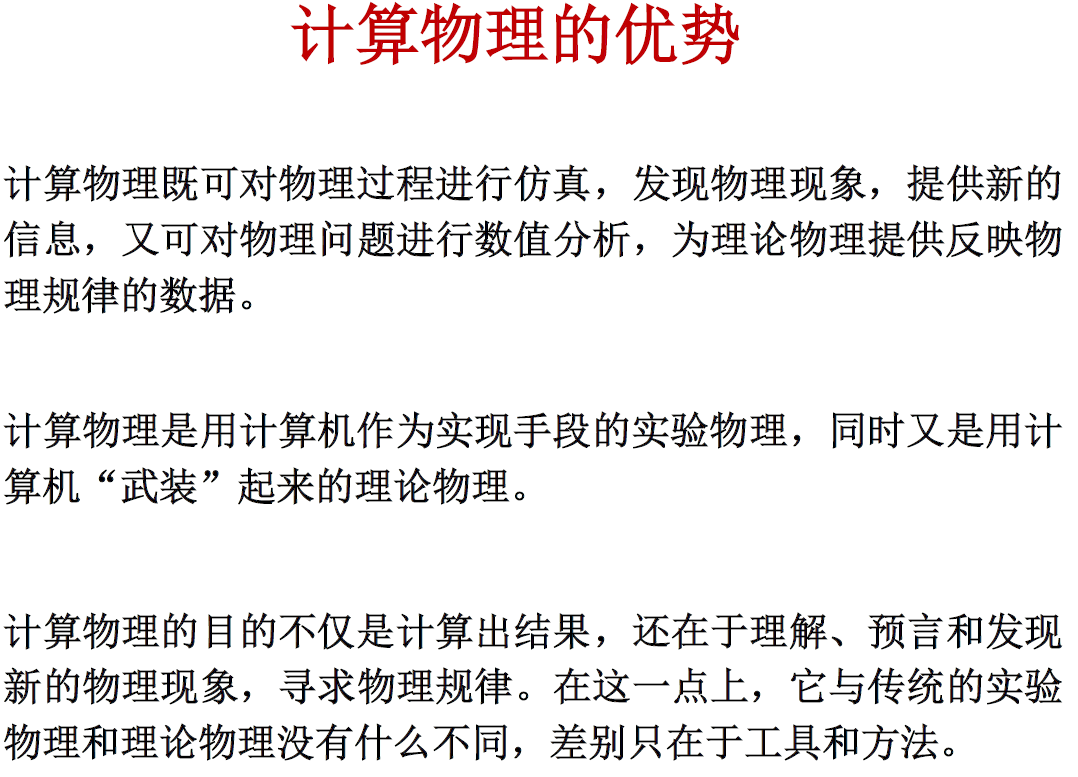 计算物理的优势
计算物理既可对物理过程进行仿真，发现物理现象，提供新的
信息，又可对物理问题进行数值分析，为理论物理提供反映物
理规律的数据。
计算物理是用计算机作为实现手段的实验物理，同时又是用计
算机“武装”起来的理论物理。
计算物理的目的不仅是计算出结果，还在于理解、预言和发现
新的物理现象，寻求物理规律。在这一点上，它与传统的实验
物理和理论物理没有什么不同，差别只在于工具和方法。